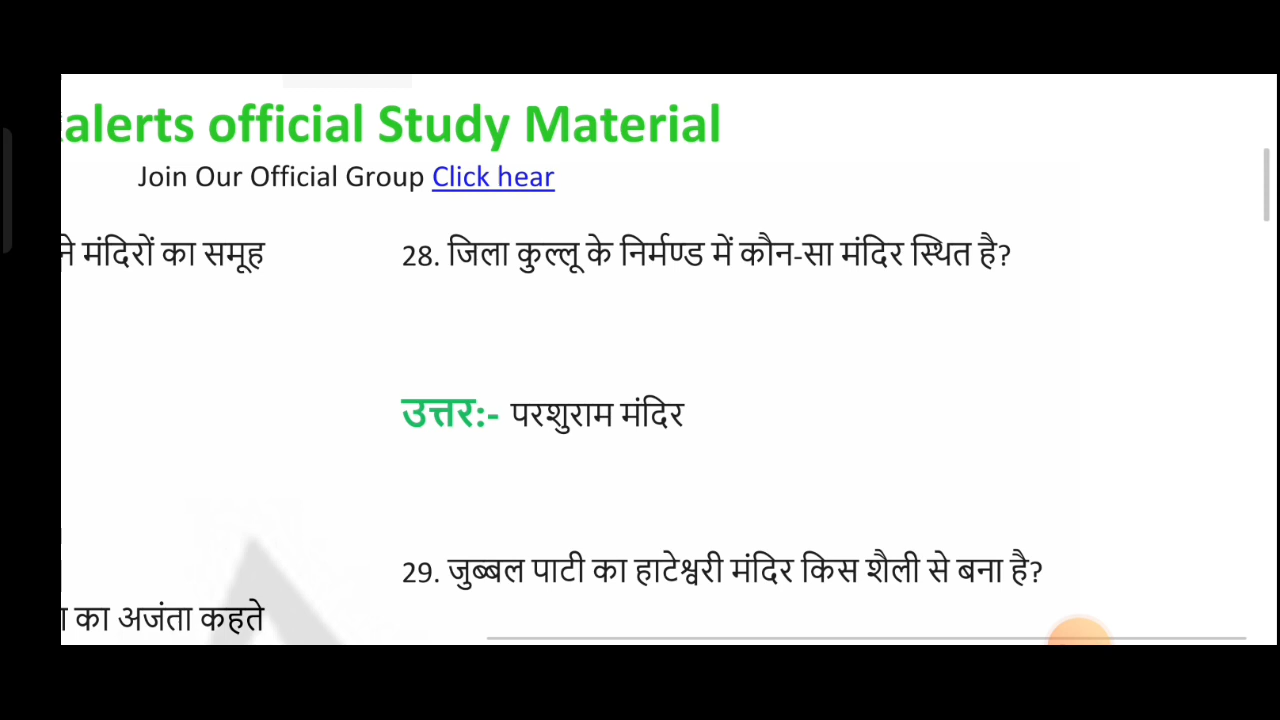 alerts official Study Material
Join Our Official Group Click hear
मंदिरों का समूह
28. जिला कुल्लू के निर्मण्ड में कौन-सा मंदिर स्थित है?
उत्तर:- परशुराम मंदिर
29. जुब्बल पाटी का हाटेश्वरी मंदिर किस शैली से बना है?
का अजंता कहते